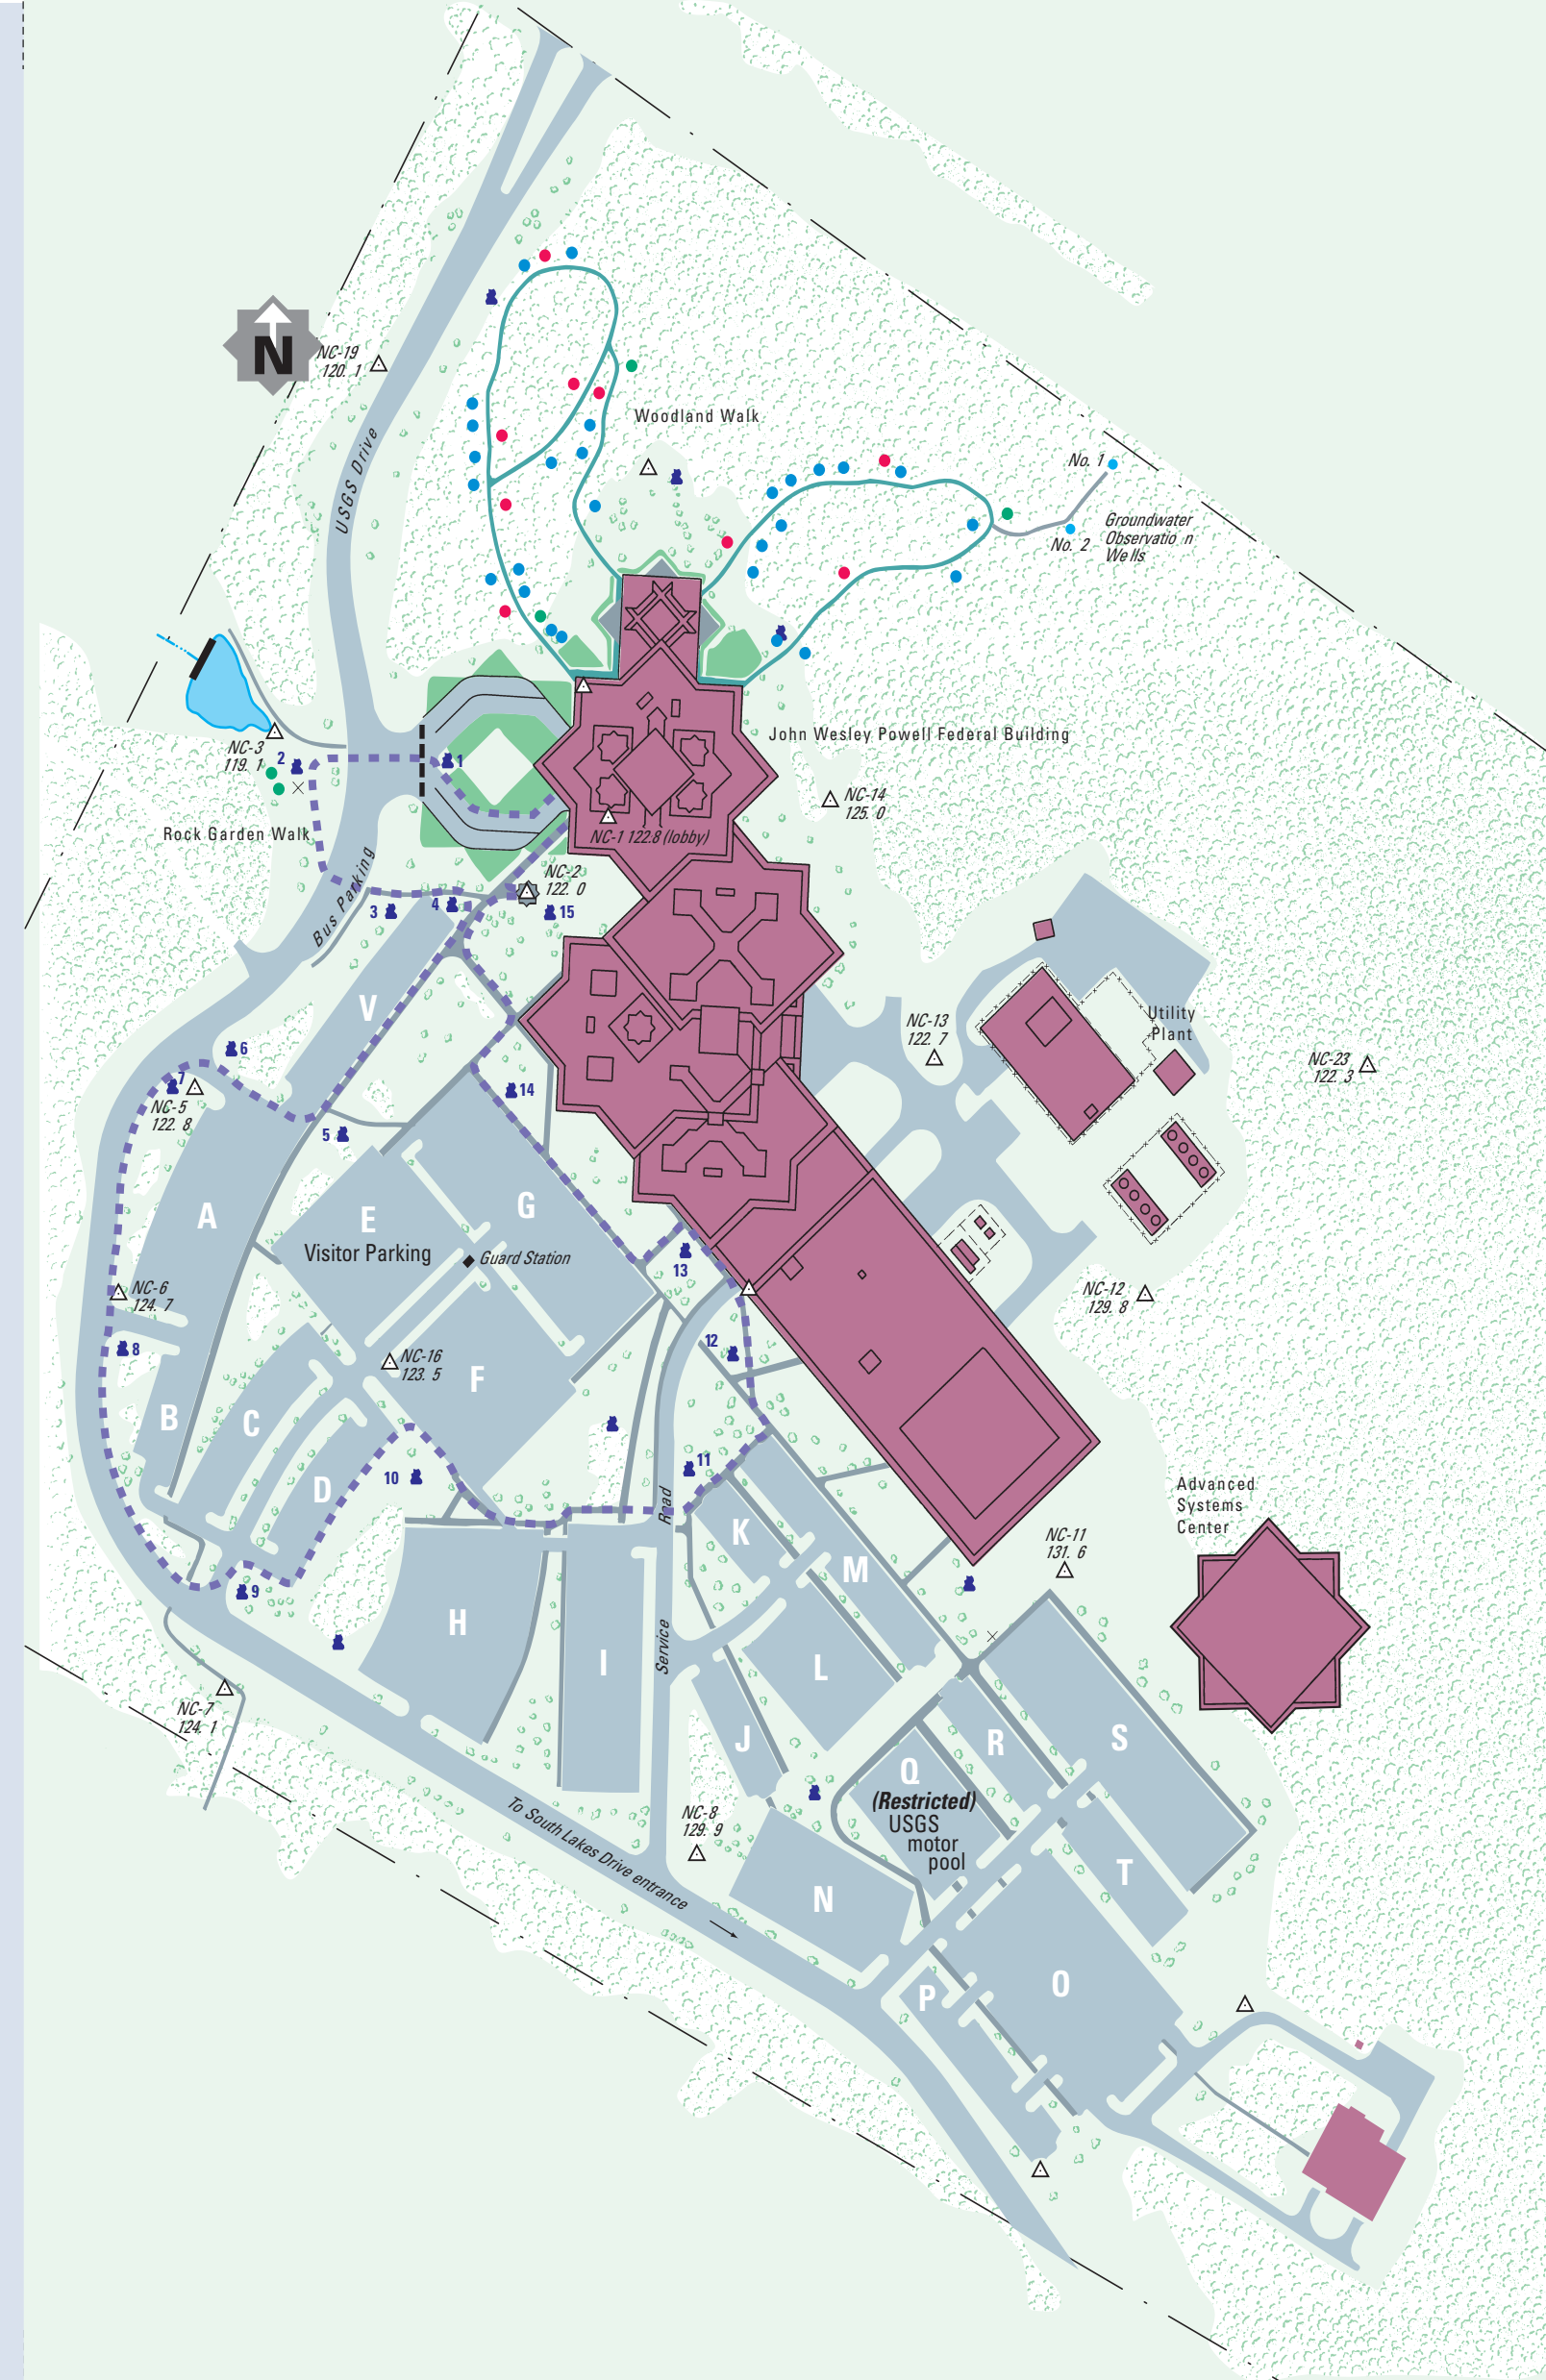 N
NC-19
120. 1
USGS Drive
Woodland Walk
No. 1
No. 2
Groundwater
Observatio n
We lls
NC-3
119. 1
2
1
John Wesley Powell Federal Building
NC-14
125. 0
Rock Garden Walk
NC-1 122.8 (lobby)
Bus Parking
NC-2
122. 0
3
4
15
V
NC-13
122. 7
Utility
Plant
NC-23
122. 3
6
7
NC-5
122. 8
14
5
A
E
G
Visitor Parking
Guard Station
13
NC-6
124. 7
NC-12
129. 8
8
12
NC-16
123. 5
F
B
C
D
10
11
Advanced
Systems
Center
Road
K
M
NC-11
131. 6
9
H
I
Service
L
NC-7
124. 1
J
R
S
Q
(Restricted)
USGS
motor
pool
To South Lakes Drive entrance
NC-8
129. 9
T
N
P
O